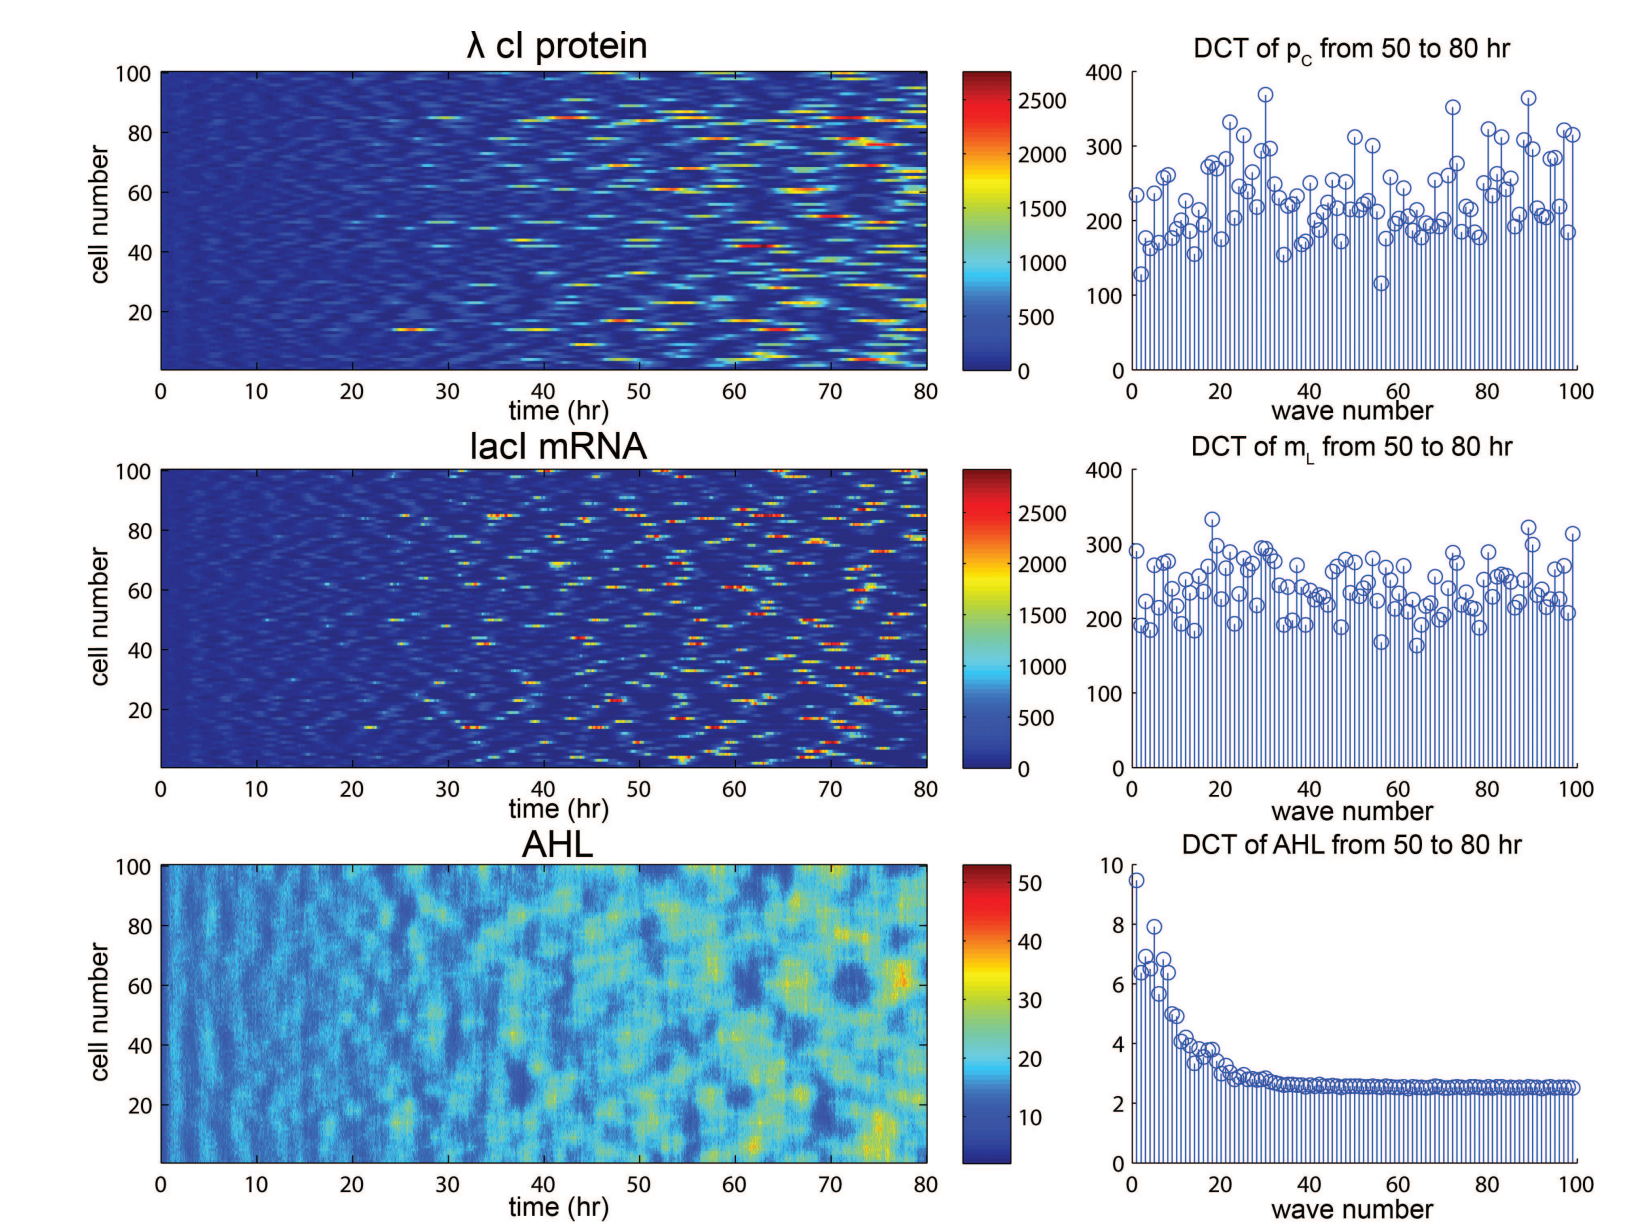 λ cI protein
100
80
60
40
20
cell number
0 10 20 30 40 50 60 70 80
time (hr)
2500
2000
1500
1000
500
0
DCT of pC from 50 to 80 hr
400
300
200
100
0
0 20 40 60 80 100
wave number
lacI mRNA
100
80
60
40
20
cell number
0 10 20 30 40 50 60 70 80
time (hr)
2500
2000
1500
1000
500
0
DCT of mL from 50 to 80 hr
400
300
200
100
0
0 20 40 60 80 100
wave number
AHL
100
80
60
40
20
cell number
0 10 20 30 40 50 60 70 80
time (hr)
50
40
30
20
10
DCT of AHL from 50 to 80 hr
10
8
6
4
2
0
0 20 40 60 80 100
wave number